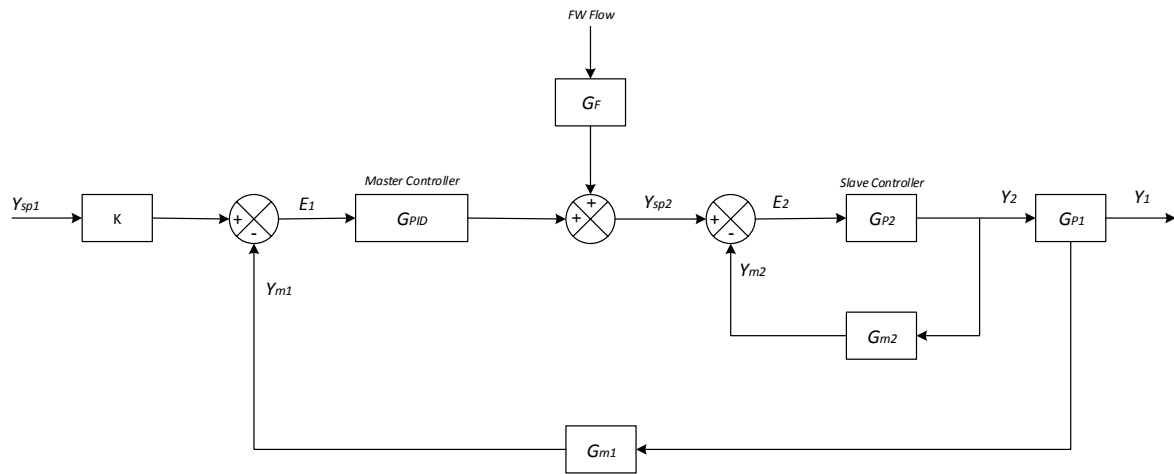 FW Flow
GF
Ysp1
K
+
-
E1
Master Controller
GPID
+
+
Ysp2
+
-
E2
Slave Controller
GP2
Y2
GP1
Y1
Ym1
Ym2
Gm2
Gm1